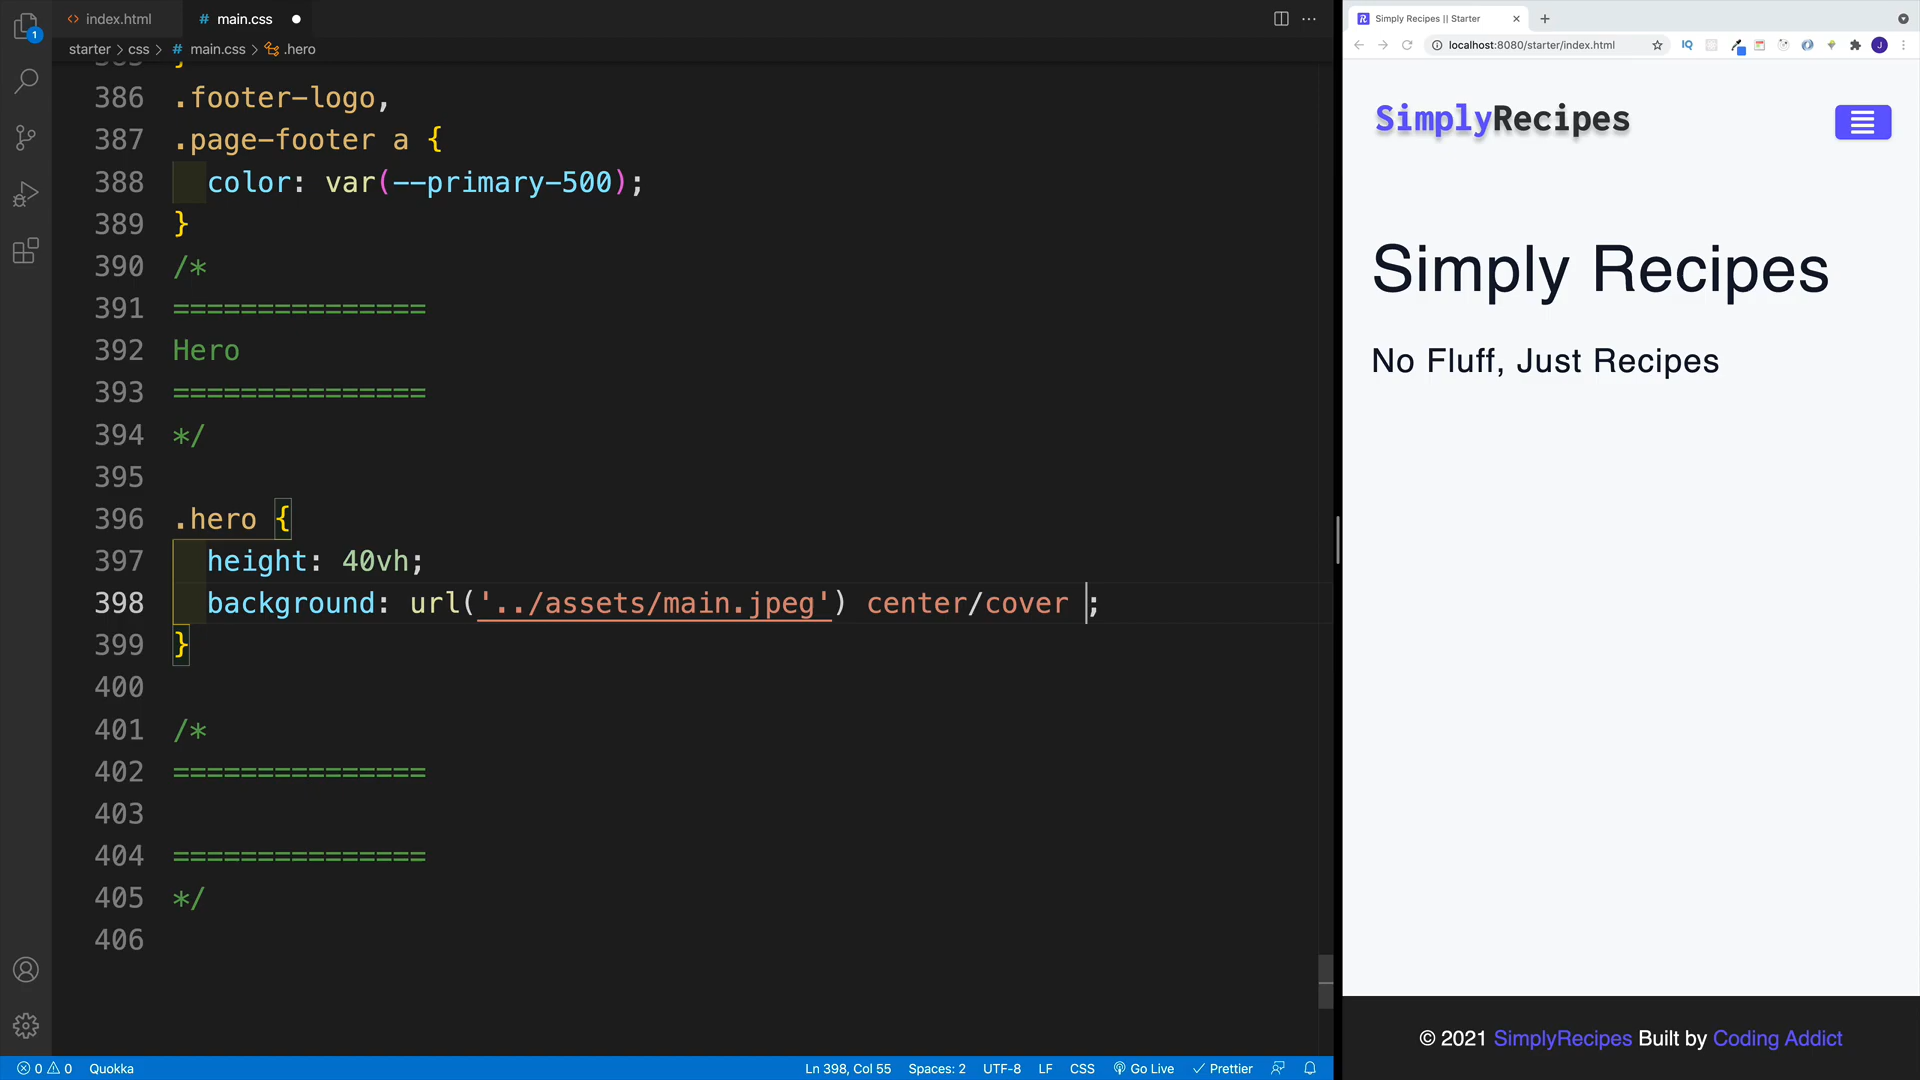 index.html
# main.css
starter > css > # main.css > .hero
385 }
386 .footer-logo,
387 .page-footer a {
388 color: var(--primary-500);
389 }
390 /*
391 ===============
392 Hero
393 ===============
394 */
395
396 .hero {
397 height: 40vh;
398 background: url('../assets/main.jpeg') center/cover ;
399 }
400
401 /*
402 ===============
403
404 ===============
405 */
406
1
0 0 Quokka Ln 398, Col 55 Spaces: 2 UTF-8 LF CSS Go Live Prettier
Simply Recipes || Starter
localhost:8080/starter/index.html
IQ
J
SimplyRecipes
Simply Recipes
No Fluff, Just Recipes
© 2021 SimplyRecipes Built by Coding Addict